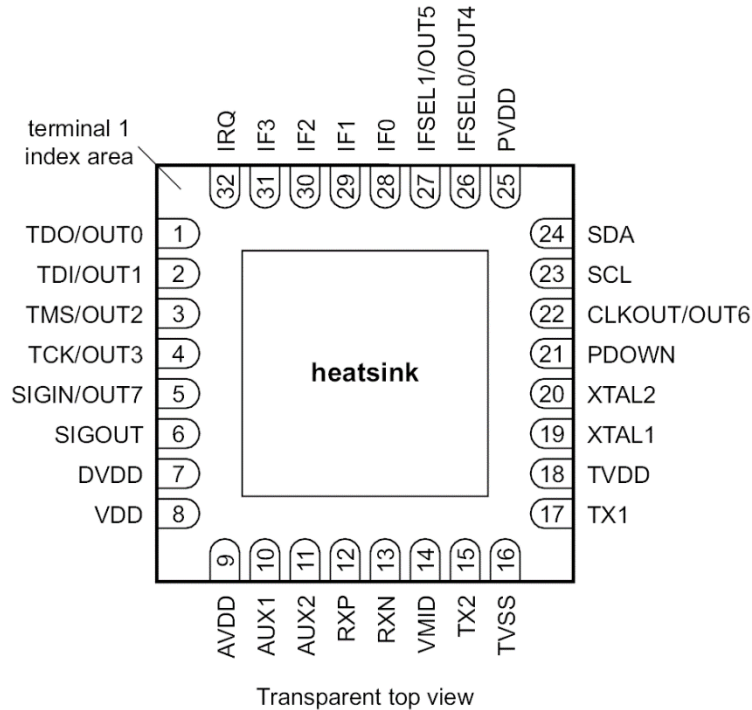 IFSEL1/OUT5
IFSEL0/OUT4
terminal 1
index area
IRQ
IF3
IF2
IF1
IF0
PVDD
32
31
30
29
28
27
26
25
TDO/OUT0 1
24 SDA
TDI/OUT1 2
23 SCL
TMS/OUT2 3
22 CLKOUT/OUT6
TCK/OUT3 4
heatsink
21 PDOWN
SIGIN/OUT7 5
20 XTAL2
SIGOUT 6
19 XTAL1
DVDD 7
18 TVDD
VDD 8
17 TX1
9
10
11
12
13
14
15
16
AVDD
AUX1
AUX2
RXP
RXN
VMID
TX2
TVSS
Transparent top view